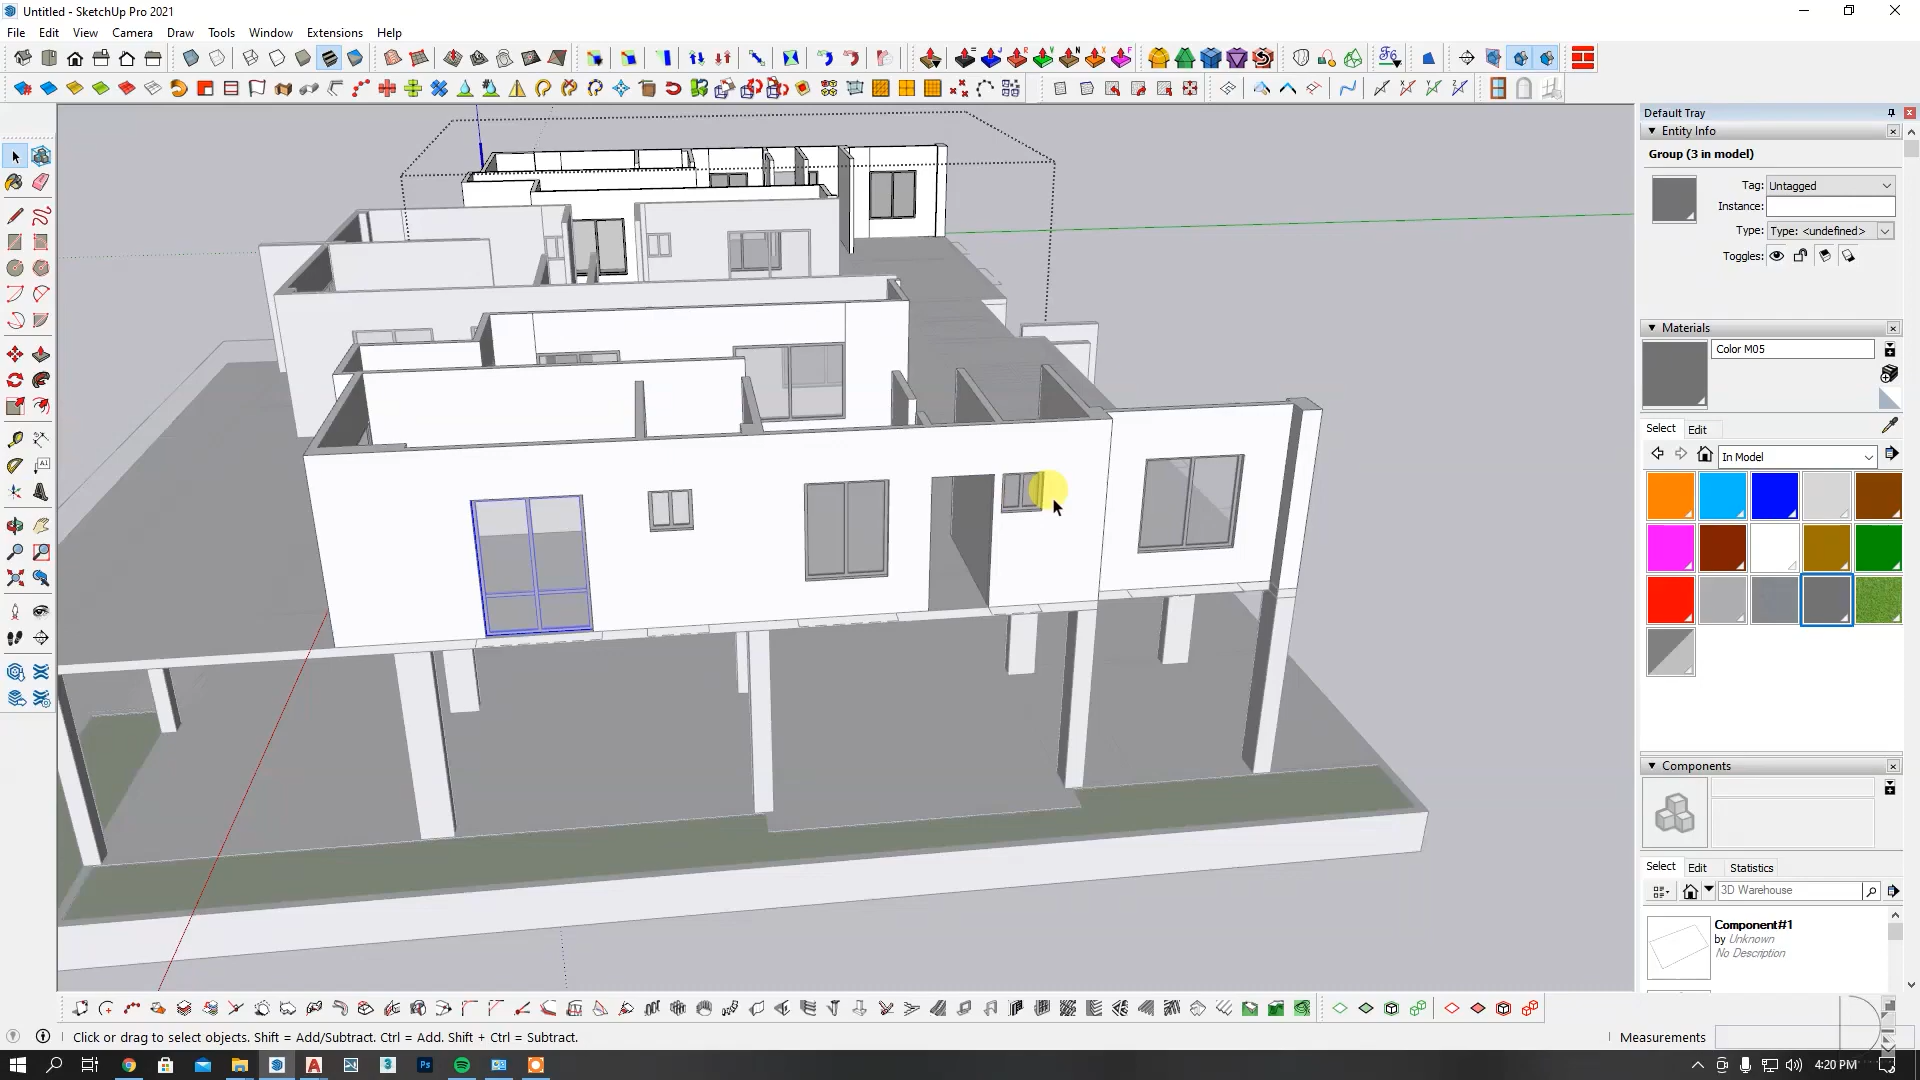 Untitled - SketchUp Pro 2021
File Edit View Camera Draw Tools Window Extensions Help
Default Tray
Entity Info
Group (3 in model)
Tag: Untagged
Instance:
Type: Type: <undefined>
Toggles:
Materials
Color M05
Select Edit
In Model
Components
Select Edit Statistics
3D Warehouse
Component#1
by Unknown
No Description
Click or drag to select objects. Shift = Add/Subtract. Ctrl = Add. Shift + Ctrl = Subtract.
Measurements
4:20 PM